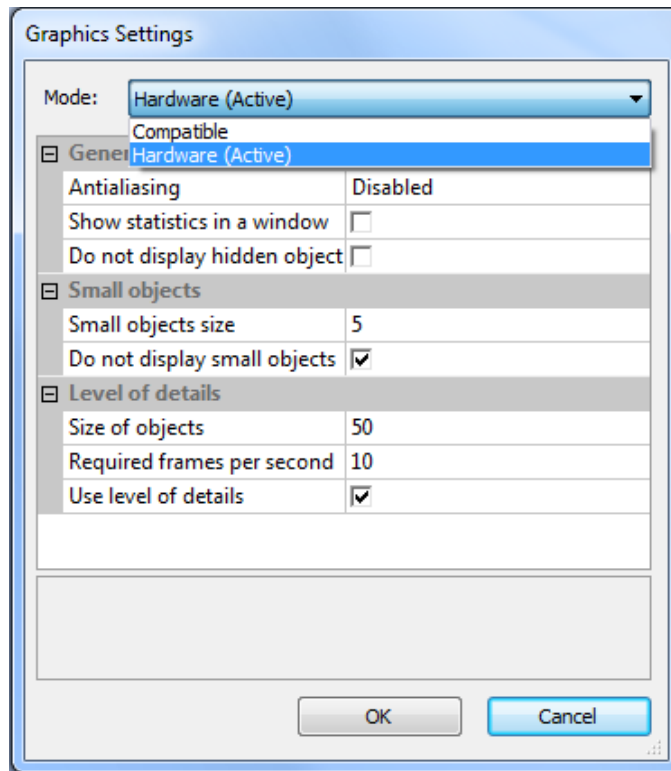 Graphics Settings
Mode: Hardware (Active)
Compatible
Hardware (Active)
Gener
Antialiasing Disabled
Show statistics in a window
Do not display hidden object
Small objects
Small objects size 5
Do not display small objects
Level of details
Size of objects 50
Required frames per second 10
Use level of details
OK Cancel